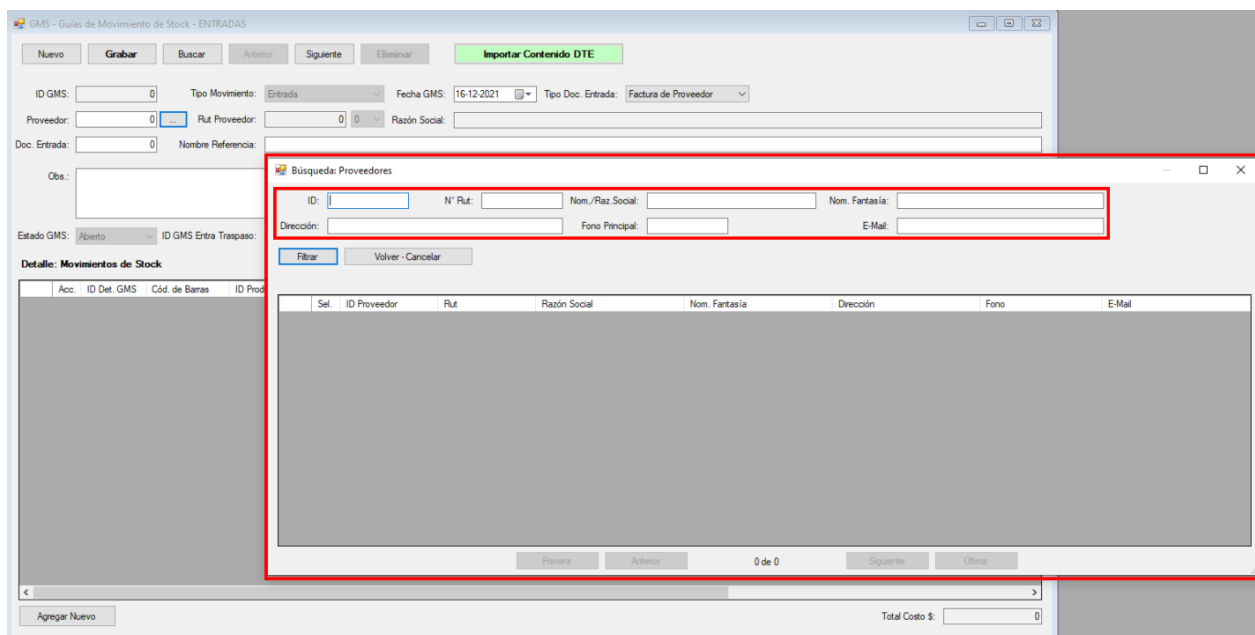 GMS - Guías de Movimiento de Stock - ENTRADAS
Nuevo Grabar Buscar Anterior Siguiente Eliminar Importar Contenido DTE
ID GMS: 0 Tipo Movimiento: Entrada Fecha GMS: 16-12-2021 Tipo Doc. Entrada: Factura de Proveedor
Proveedor: 0 ... Rut Proveedor: 0 0 Razón Social:
Doc. Entrada: 0 Nombre Referencia:
Obs.:
Estado GMS: Abierto ID GMS Entra Traspaso:
Detalle: Movimientos de Stock
Acc. ID Det. GMS Cód. de Barras ID Prod
Búsqueda: Proveedores
ID: N° Rut: Nom./Raz.Social: Nom. Fantasía:
Dirección: Fono Principal: E-Mail:
Filtrar Volver - Cancelar
Sel. ID Proveedor Rut Razón Social Nom. Fantasía Dirección Fono E-Mail
Primera Anterior 0 de 0 Siguiente Última
Agregar Nuevo Total Costo $: 0